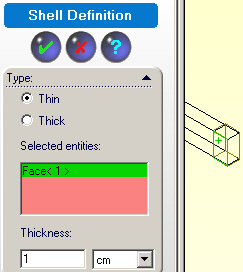 Shell Definition
?
Type:
Thin
Thick
Selected entities:
Face< 1 >
Thickness:
1 cm